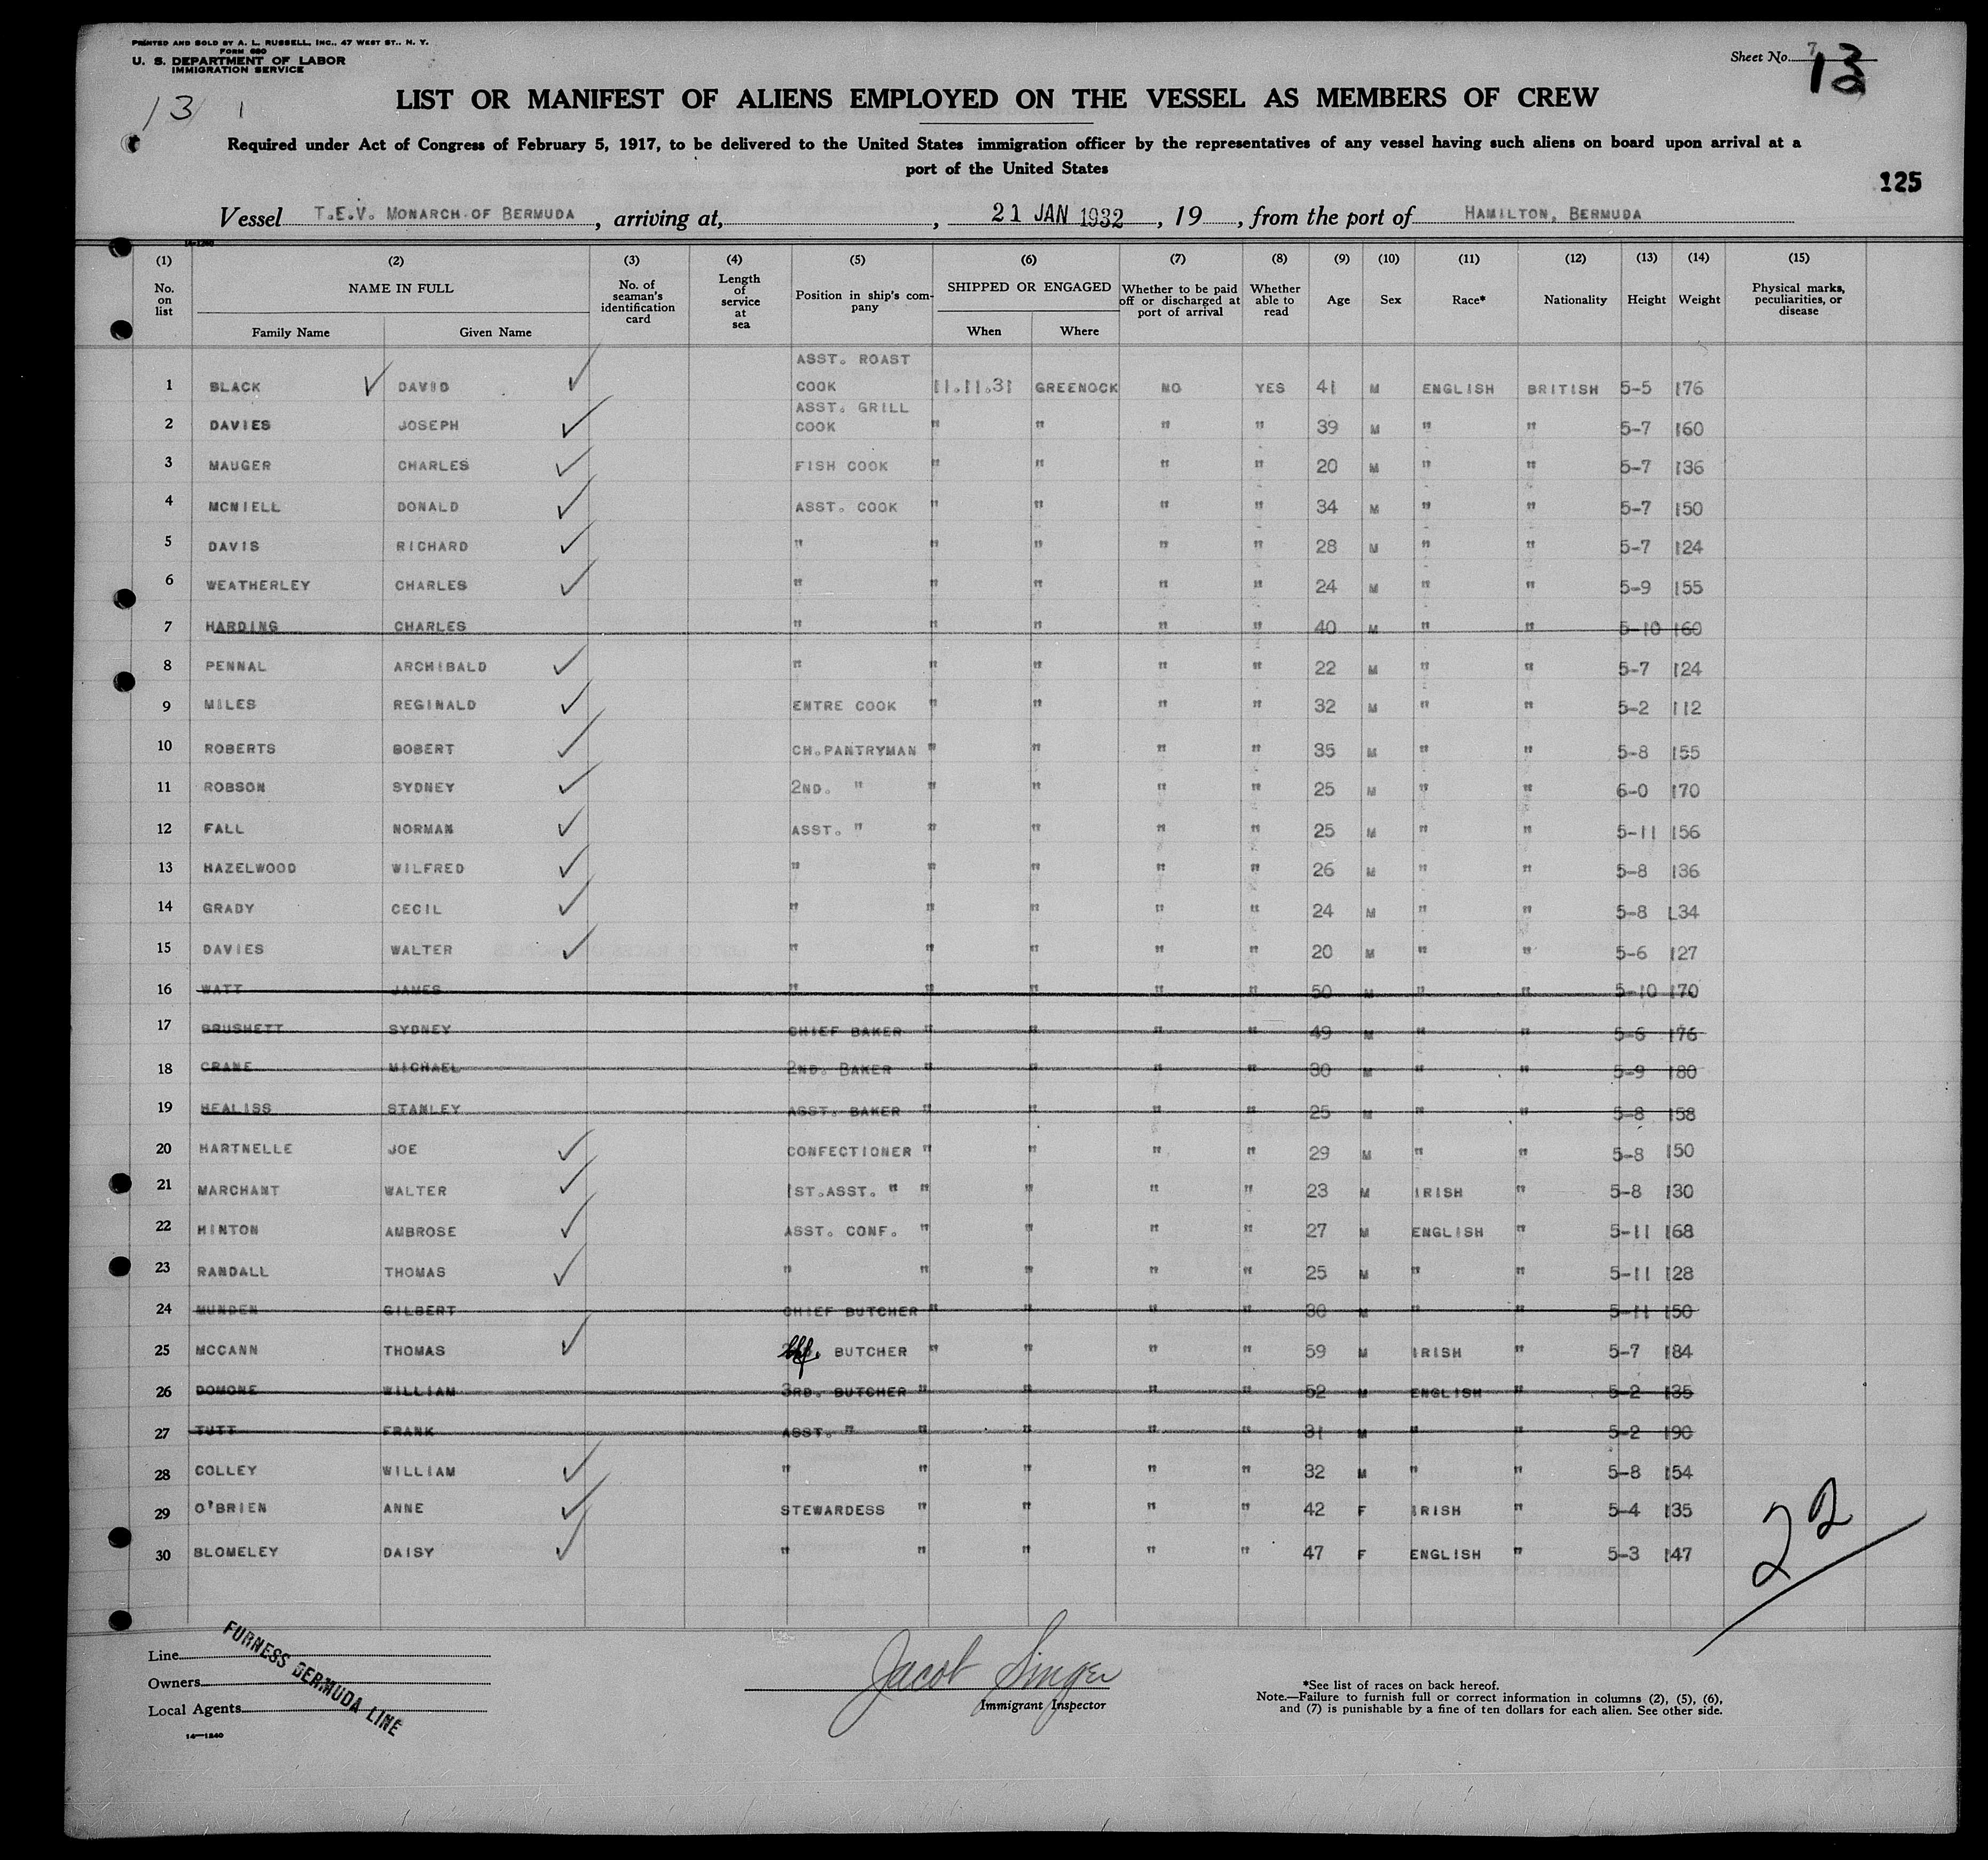 PRINTED AND SOLD BY A. L. RUSSELL, INC., 47 WEST ST., N. Y.
FORM 680
U. S. DEPARTMENT OF LABOR
IMMIGRATION SERVICE
Sheet No. 7 13
13 1
LIST OR MANIFEST OF ALIENS EMPLOYED ON THE VESSEL AS MEMBERS OF CREW
Required under Act of Congress of February 5, 1917, to be delivered to the United States immigration officer by the representatives of any vessel having such aliens on board upon arrival at a
port of the United States
125
Vessel T.E.V. MONARCH OF BERMUDA, arriving at, , 21 JAN 1932, 19 , from the port of HAMILTON, BERMUDA
14-1240
(1) (2) (3) (4) (5) (6) (7) (8) (9) (10) (11) (12) (13) (14) (15)
No. on list NAME IN FULL No. of seaman's identification card Length of service at sea Position in ship's company SHIPPED OR ENGAGED Whether to be paid off or discharged at port of arrival Whether able to read Age Sex Race* Nationality Height Weight Physical marks, peculiarities, or disease
Family Name Given Name When Where
ASST. ROAST
1 BLACK DAVID COOK 11.11.31 GREENOCK NO YES 41 M ENGLISH BRITISH 5-5 176
ASST. GRILL
2 DAVIES JOSEPH COOK " " " " 39 M " " 5-7 160
3 MAUGER CHARLES FISH COOK " " " " 20 M " " 5-7 136
4 MCNIELL DONALD ASST. COOK " " " " 34 M " " 5-7 150
5 DAVIS RICHARD " " " " " 28 M " " 5-7 124
6 WEATHERLEY CHARLES " " " " " 24 M " " 5-9 155
7 HARDING CHARLES " " " " " 40 M " " 5-10 160
8 PENNAL ARCHIBALD " " " " " 22 M " " 5-7 124
9 MILES REGINALD ENTRE COOK " " " " 32 M " " 5-2 112
10 ROBERTS BOBERT CH.PANTRYMAN " " " " 35 M " " 5-8 155
11 ROBSON SYDNEY 2ND. " " " " " 25 M " " 6-0 170
12 FALL NORMAN ASST. " " " " " 25 M " " 5-11 156
13 HAZELWOOD WILFRED " " " " " 26 M " " 5-8 136
14 GRADY CECIL " " " " " 24 M " " 5-8 L34
15 DAVIES WALTER " " " " " 20 M " " 5-6 127
16 WATT JAMES " " " " " 50 M " " 5-10 170
17 BRUSHETT SYDNEY CHIEF BAKER " " " " 49 M " " 5-6 176
18 CRANE MICHAEL 2ND. BAKER " " " " 30 M " " 5-9 180
19 HEALISS STANLEY ASST. BAKER " " " " 25 M " " 5-8 158
20 HARTNELLE JOE CONFECTIONER " " " " 29 M " " 5-8 150
21 MARCHANT WALTER 1ST.ASST. " " " " " 23 M IRISH " 5-8 130
22 HINTON AMBROSE ASST. CONF. " " " " 27 M ENGLISH " 5-11 168
23 RANDALL THOMAS " " " " " 25 M " " 5-11 128
24 MUNDEN GILBERT CHIEF BUTCHER " " " " 30 M " " 5-11 150
25 MCCANN THOMAS BUTCHER " " " " 59 M IRISH " 5-7 184
26 DOMONE WILLIAM 3RD. BUTCHER " " " " 52 M ENGLISH " 5-2 135
27 TUTT FRANK ASST. " " " " " 31 M " " 5-2 190
28 COLLEY WILLIAM " " " " " 32 M " " 5-8 154
29 O'BRIEN ANNE STEWARDESS " " " " 42 F IRISH " 5-4 135
30 BLOMELEY DAISY " " " " " 47 F ENGLISH " 5-3 147
22
Line
Owners
Local Agents
FURNESS BERMUDA LINE
14—1240
Jacob Singer
Immigrant Inspector
*See list of races on back hereof.
Note.—Failure to furnish full or correct information in columns (2), (5), (6),
and (7) is punishable by a fine of ten dollars for each alien. See other side.